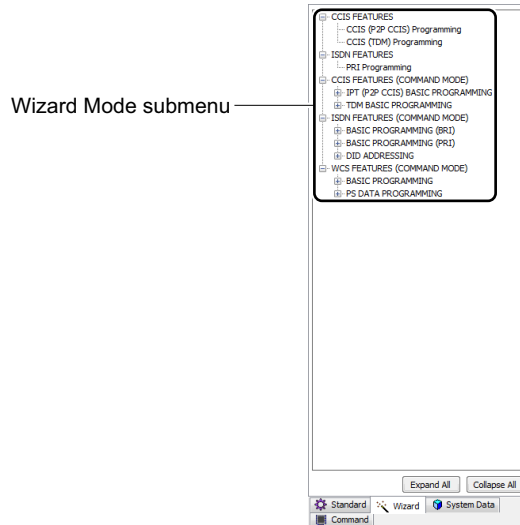 CCIS FEATURES
CCIS (P2P CCIS) Programming
CCIS (TDM) Programming
ISDN FEATURES
PRI Programming
CCIS FEATURES (COMMAND MODE)
IPT (P2P CCIS) BASIC PROGRAMMING
TDM BASIC PROGRAMMING
Wizard Mode submenu
ISDN FEATURES (COMMAND MODE)
BASIC PROGRAMMING (BRI)
BASIC PROGRAMMING (PRI)
DID ADDRESSING
WCS FEATURES (COMMAND MODE)
BASIC PROGRAMMING
PS DATA PROGRAMMING
Expand All Collapse All
Standard Wizard System Data
Command